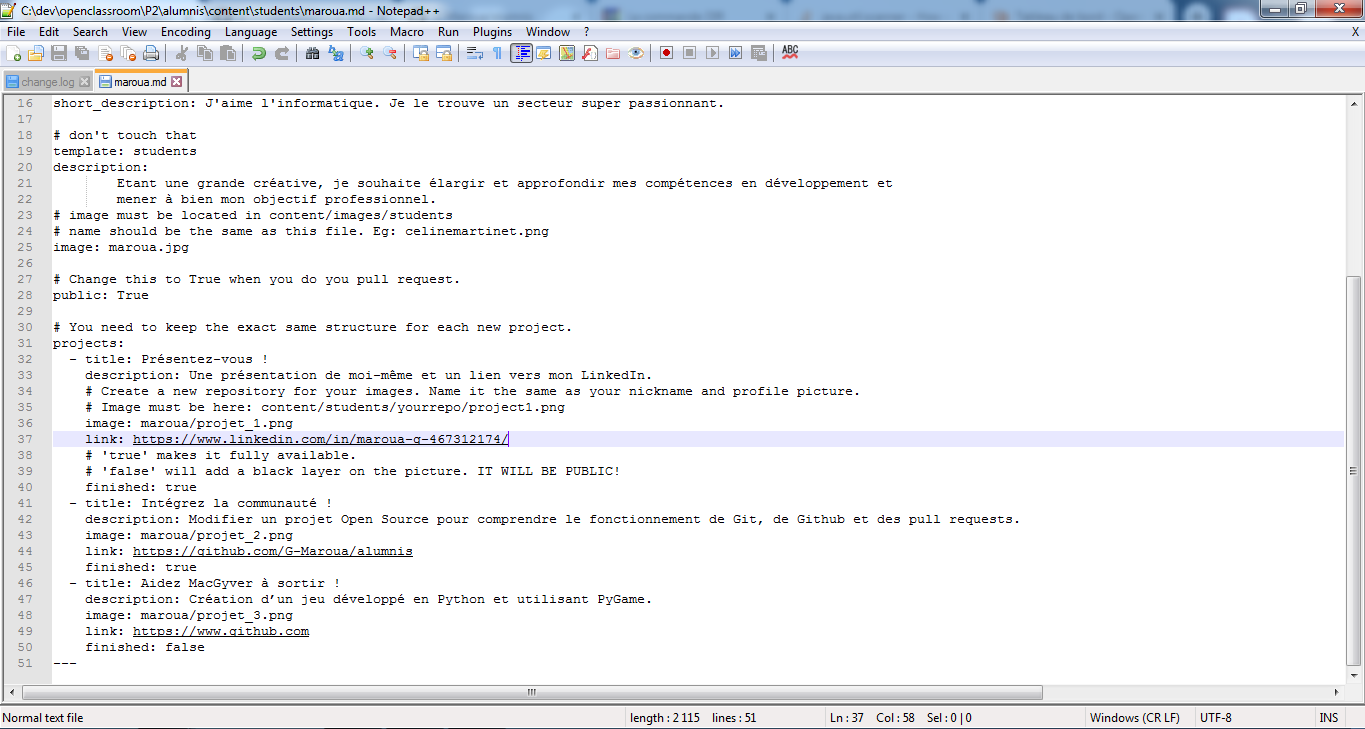 C:\dev\openclassroom\P2\alumnis\content\students\maroua.md - Notepad++
File Edit Search View Encoding Language Settings Tools Macro Run Plugins Window ? X
ABC
change.log maroua.md
16 short_description: J'aime l'informatique. Je le trouve un secteur super passionnant.
17
18 # don't touch that
19 template: students
20 description:
21 Etant une grande créative, je souhaite élargir et approfondir mes compétences en développement et
22 mener à bien mon objectif professionnel.
23 # image must be located in content/images/students
24 # name should be the same as this file. Eg: celinemartinet.png
25 image: maroua.jpg
26
27 # Change this to True when you do you pull request.
28 public: True
29
30 # You need to keep the exact same structure for each new project.
31 projects:
32 - title: Présentez-vous !
33 description: Une présentation de moi-même et un lien vers mon LinkedIn.
34 # Create a new repository for your images. Name it the same as your nickname and profile picture.
35 # Image must be here: content/students/yourrepo/project1.png
36 image: maroua/projet_1.png
37 link: https://www.linkedin.com/in/maroua-g-467312174/
38 # 'true' makes it fully available.
39 # 'false' will add a black layer on the picture. IT WILL BE PUBLIC!
40 finished: true
41 - title: Intégrez la communauté !
42 description: Modifier un projet Open Source pour comprendre le fonctionnement de Git, de Github et des pull requests.
43 image: maroua/projet_2.png
44 link: https://github.com/G-Maroua/alumnis
45 finished: true
46 - title: Aidez MacGyver à sortir !
47 description: Création d’un jeu développé en Python et utilisant PyGame.
48 image: maroua/projet_3.png
49 link: https://www.github.com
50 finished: false
51 ---
Normal text file length : 2 115 lines : 51 Ln : 37 Col : 58 Sel : 0 | 0 Windows (CR LF) UTF-8 INS